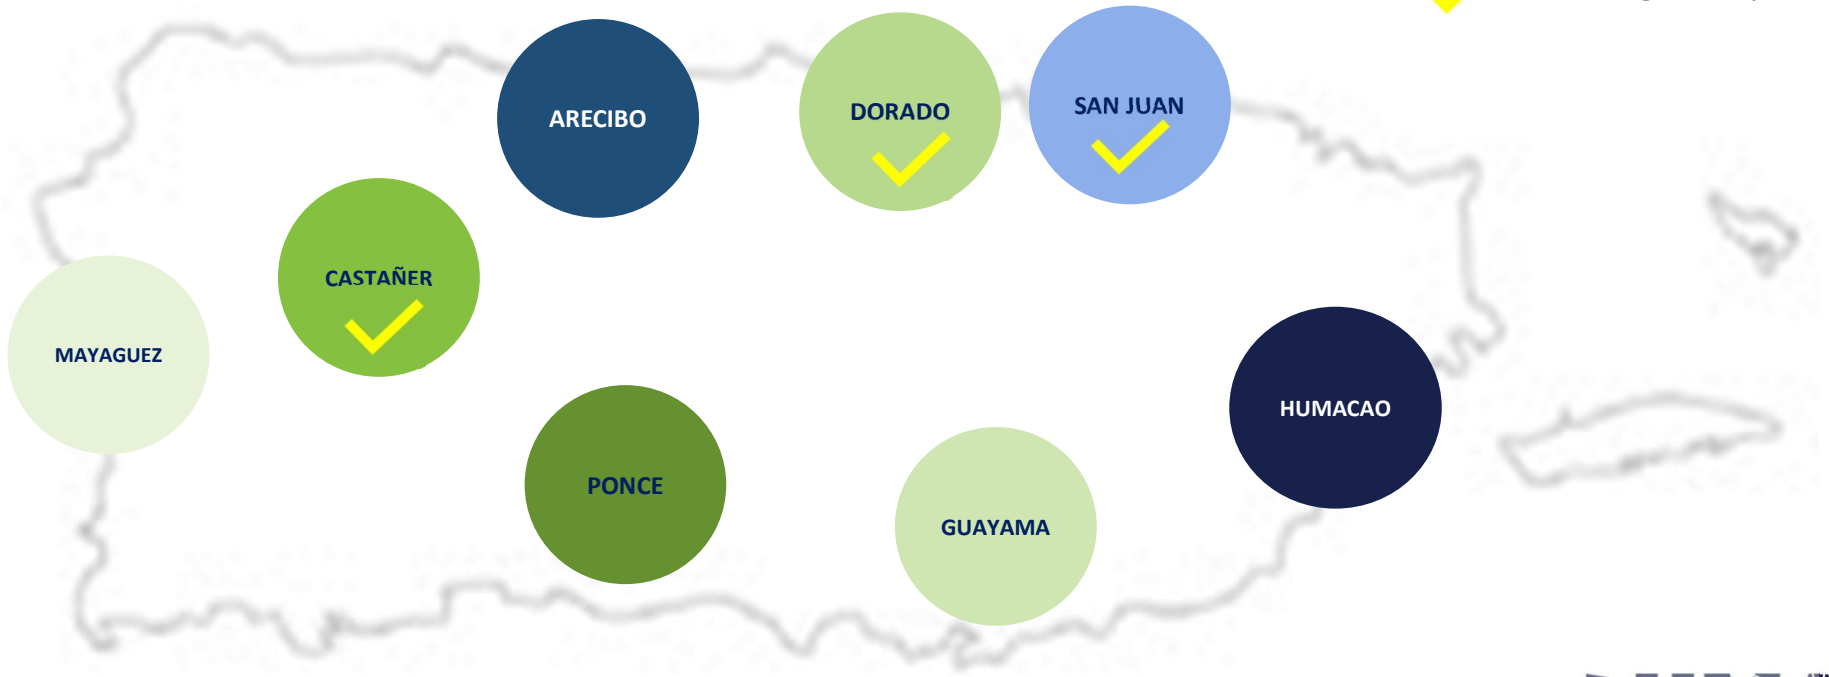 ARECIBO
DORADO
SAN JUAN
CASTAÑER
MAYAGUEZ
HUMACAO
PONCE
GUAYAMA